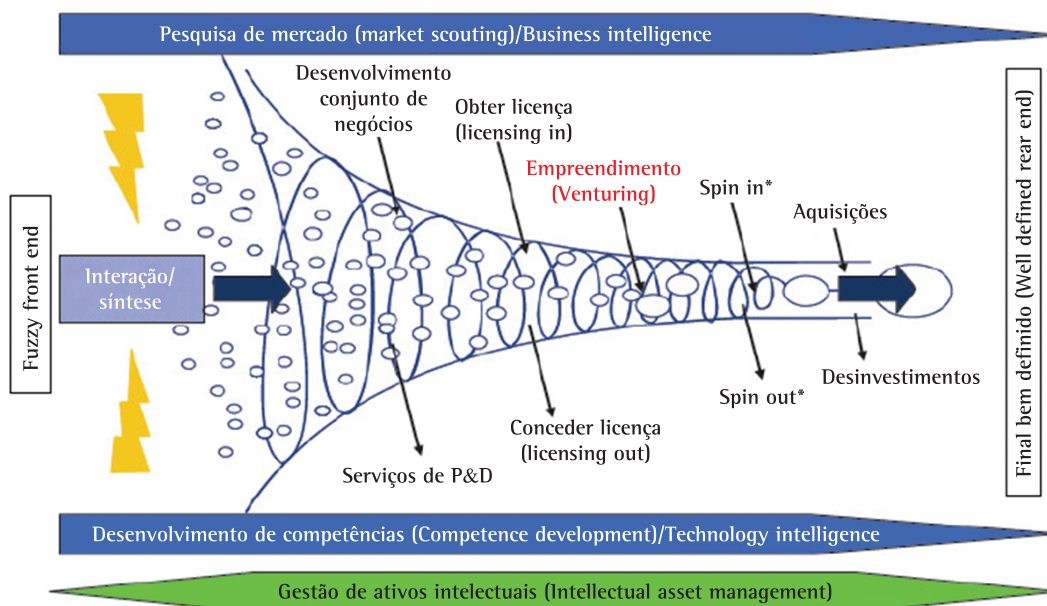 Pesquisa de mercado (market scouting)/Business intelligence
Desenvolvimento
conjunto de
negócios
Obter licença
(licensing in)
Empreendimento
(Venturing)
Spin in*
Aquisições
Fuzzy front end
Interação/
síntese
Final bem definido (Well defined rear end)
Serviços de P&D
Conceder licença
(licensing out)
Spin out*
Desinvestimentos
Desenvolvimento de competências (Competence development)/Technology intelligence
Gestão de ativos intelectuais (Intellectual asset management)